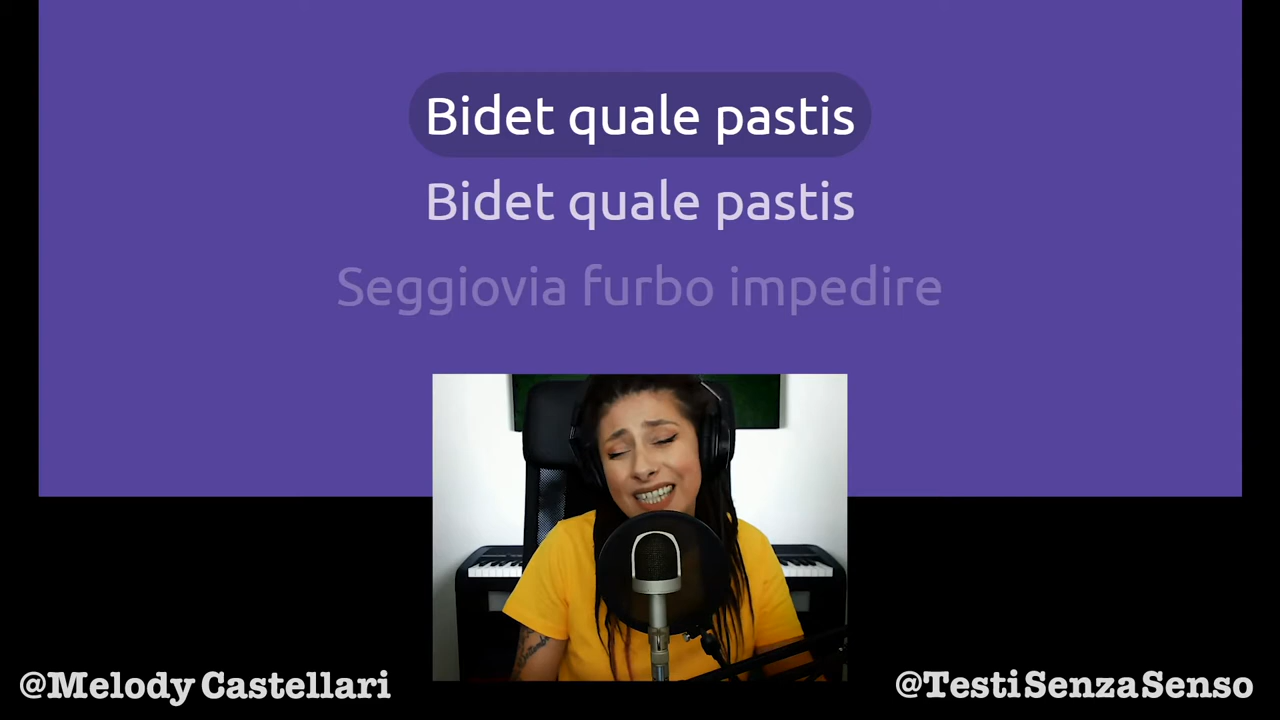 Bidet quale pastis
Bidet quale pastis
Seggiovia furbo impedire
@Melody Castellari
@TestiSenzaSenso